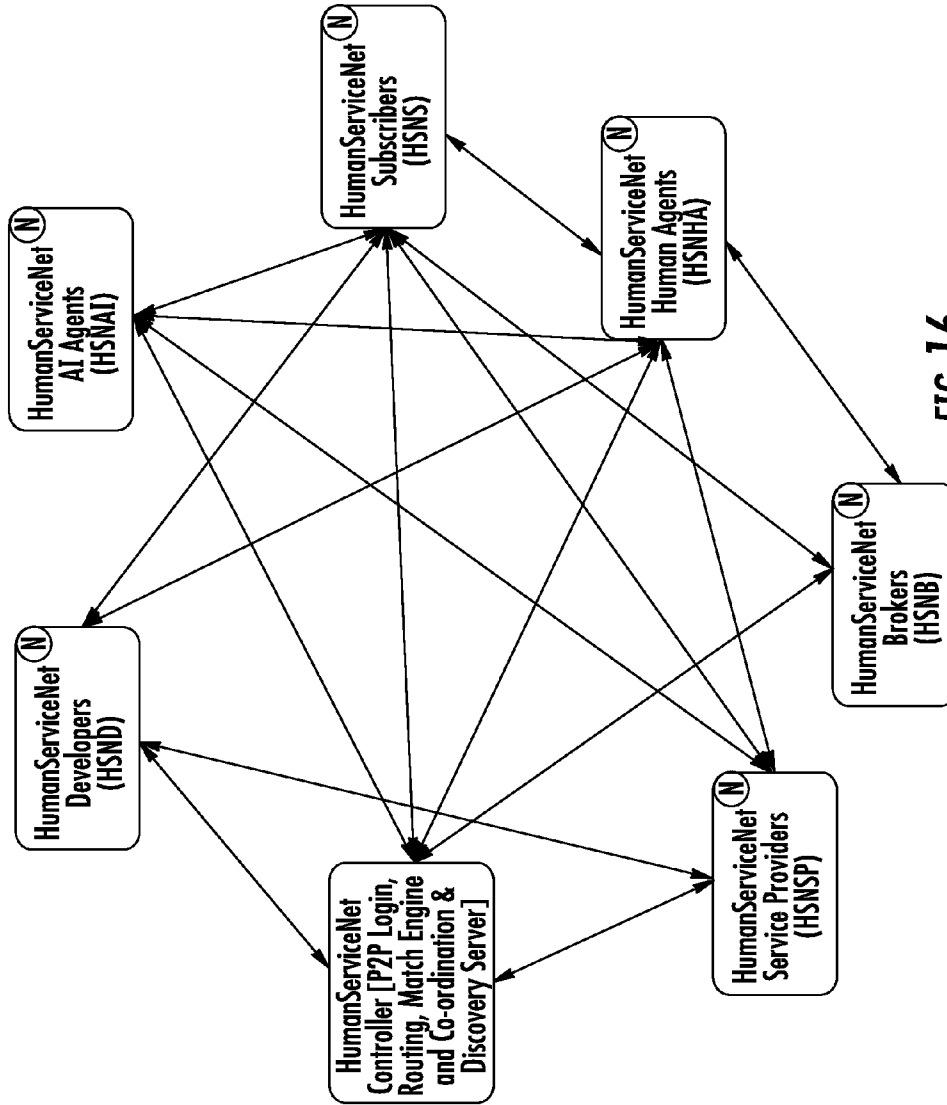 HumanServiceNet
Developers
(HSND)
N
HumanServiceNet
AI Agents
(HSNAI)
N
HumanServiceNet
Controller [P2P Login,
Routing, Match Engine
and Co-ordination &
Discovery Server]
HumanServiceNet
Subscribers
(HSNS)
N
HumanServiceNet
Service Providers
(HSNSP)
N
HumanServiceNet
Human Agents
(HSNHA)
N
HumanServiceNet
Brokers
(HSNB)
N
FIG. 16